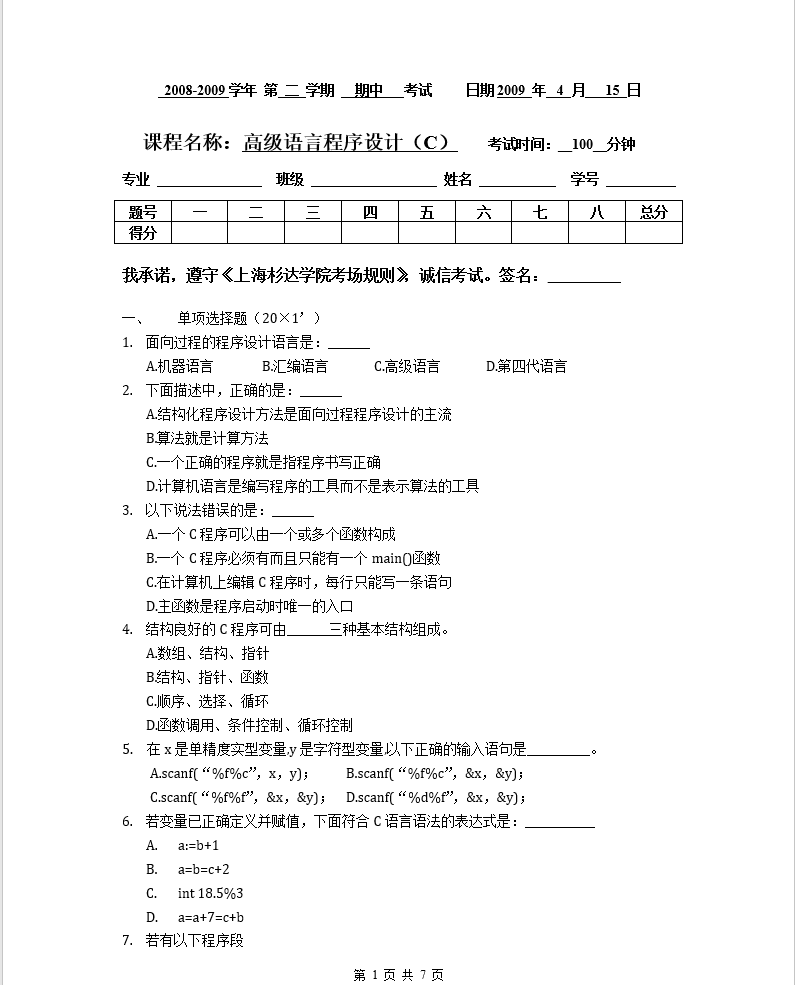 2008-2009学年 第 二 学期 期中 考试 日期2009 年 4 月 15 日
课程名称：高级语言程序设计（C） 考试时间： 100 分钟
专业 ______ 班级 ______ 姓名 ______ 学号 ______
题号 一 二 三 四 五 六 七 八 总分
得分
我承诺，遵守《上海杉达学院考场规则》，诚信考试。签名：______
一、 单项选择题（20×1’）
1. 面向过程的程序设计语言是：______
A.机器语言 B.汇编语言 C.高级语言 D.第四代语言
2. 下面描述中，正确的是：______
A.结构化程序设计方法是面向过程程序设计的主流
B.算法就是计算方法
C.一个正确的程序就是指程序书写正确
D.计算机语言是编写程序的工具而不是表示算法的工具
3. 以下说法错误的是：______
A.一个 C 程序可以由一个或多个函数构成
B.一个 C 程序必须有而且只能有一个 main()函数
C.在计算机上编辑 C 程序时，每行只能写一条语句
D.主函数是程序启动时唯一的入口
4. 结构良好的 C 程序可由______三种基本结构组成。
A.数组、结构、指针
B.结构、指针、函数
C.顺序、选择、循环
D.函数调用、条件控制、循环控制
5. 在 x 是单精度实型变量,y 是字符型变量,以下正确的输入语句是_________。
A.scanf(“%f%c”，x，y)； B.scanf(“%f%c”，&x，&y)；
C.scanf(“%f%f”，&x，&y)； D.scanf(“%d%f”，&x，&y)；
6. 若变量已正确定义并赋值，下面符合 C 语言语法的表达式是：__________
A. a:=b+1
B. a=b=c+2
C. int 18.5%3
D. a=a+7=c+b
7. 若有以下程序段
第 1 页 共 7 页